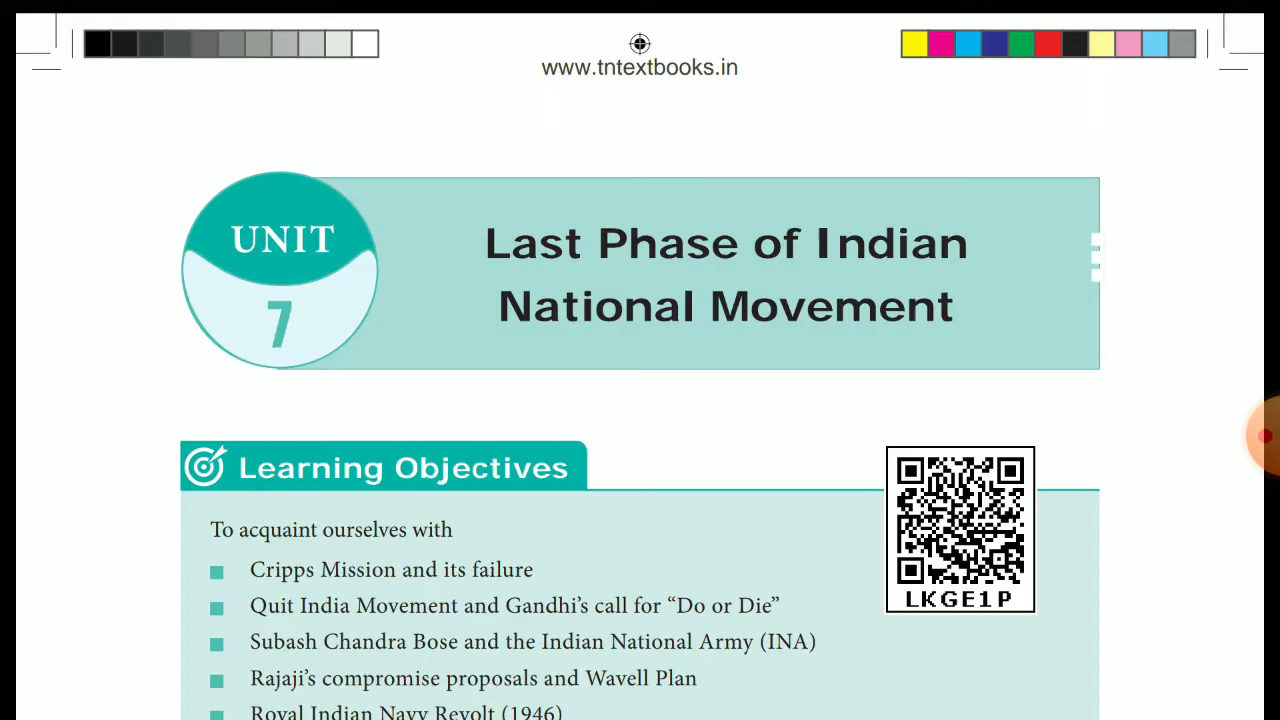 www.tntextbooks.in
UNIT
7
Last Phase of Indian
National Movement
Learning Objectives
To acquaint ourselves with
Cripps Mission and its failure
Quit India Movement and Gandhi’s call for “Do or Die”
Subash Chandra Bose and the Indian National Army (INA)
Rajaji’s compromise proposals and Wavell Plan
Royal Indian Navy Revolt (1946)
LKGE1P